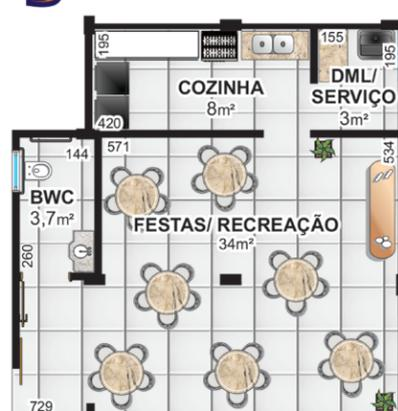 195
155
195
COZINHA
8m²
DML/
SERVIÇO
3m²
420
144
571
534
BWC
3,7m²
FESTAS/ RECREAÇÃO
34m²
260
729